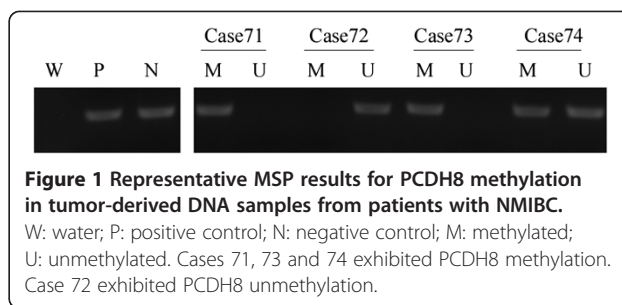 Case71 Case72 Case73 Case74
W P N M U M U M U M U
Figure 1 Representative MSP results for PCDH8 methylation
in tumor-derived DNA samples from patients with NMIBC.
W: water; P: positive control; N: negative control; M: methylated;
U: unmethylated. Cases 71, 73 and 74 exhibited PCDH8 methylation.
Case 72 exhibited PCDH8 unmethylation.